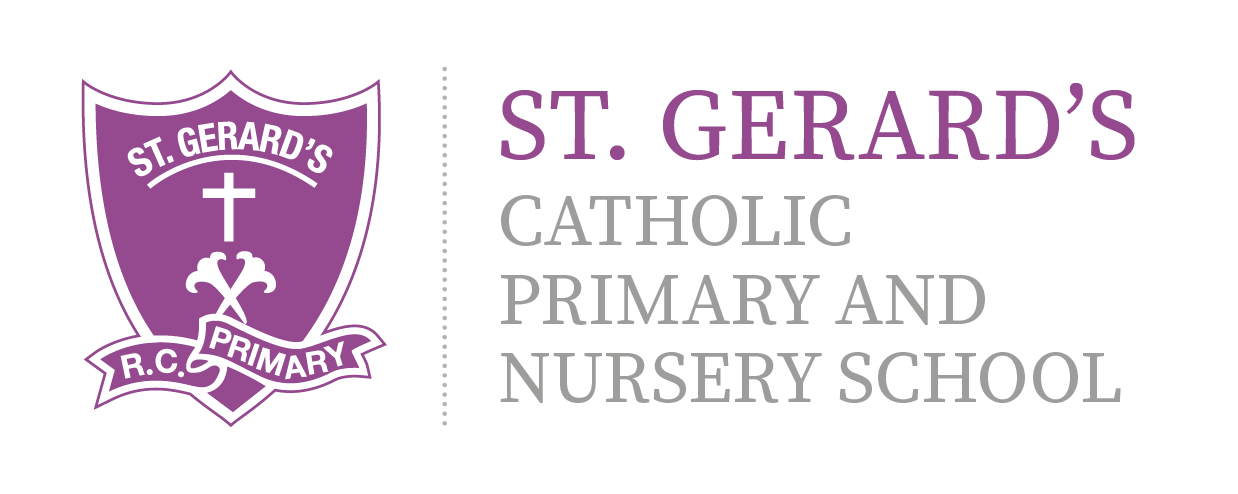 ST. GERARD'S
R.C. PRIMARY
ST. GERARD’S
CATHOLIC
PRIMARY AND
NURSERY SCHOOL